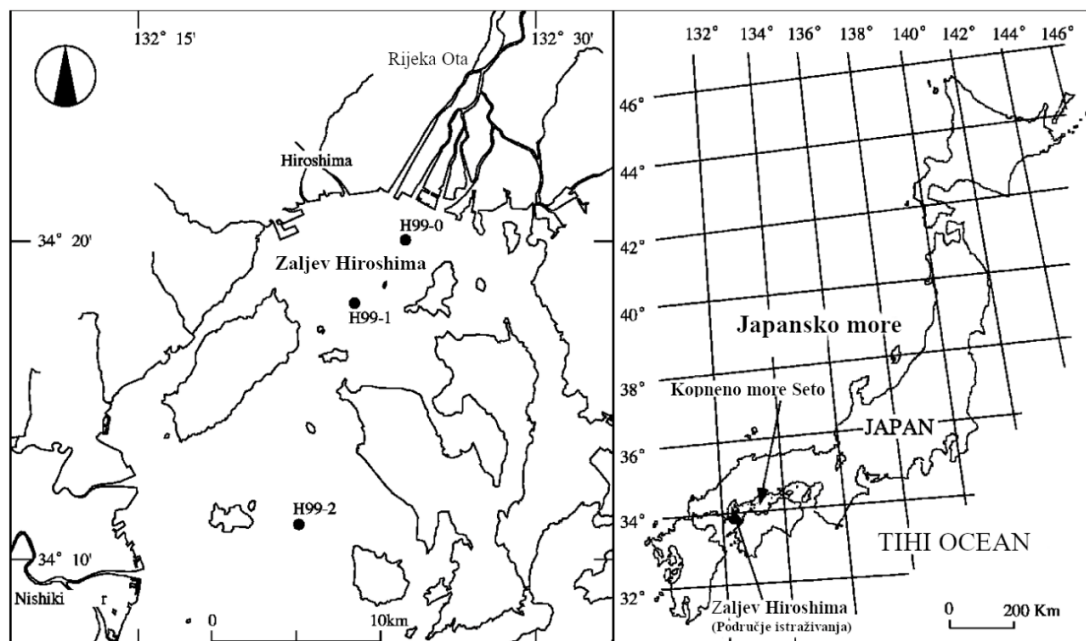 132° 15'
132° 30'
Rijeka Ota
Hiroshima
34° 20'
H99-0
Zaljev Hiroshima
H99-1
H99-2
34° 10'
Nishiki
r
0
10km
132°
134°
136°
138°
140°
142°
144°
146°
46°
44°
42°
40°
38°
36°
34°
32°
Japansko more
Kopneno more Seto
JAPAN
TIHI OCEAN
Zaljev Hiroshima
(Područje istraživanja)
0
200 Km